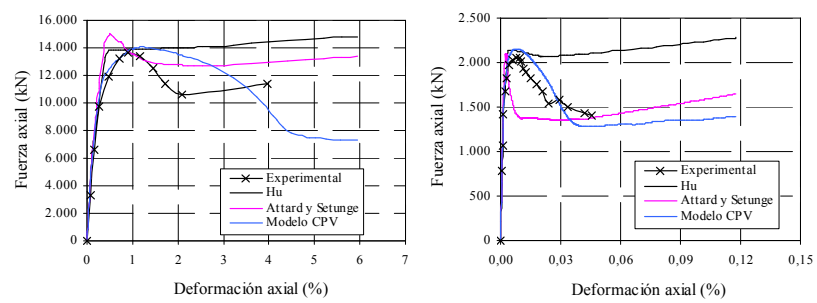 Fuerza axial (kN)
16.000
14.000
12.000
10.000
8.000
6.000
4.000
2.000
0
0 1 2 3 4 5 6 7
Deformación axial (%)
Experimental
Hu
Attard y Setunge
Modelo CPV
Fuerza axial (kN)
2.500
2.000
1.500
1.000
500
0
0,00 0,03 0,06 0,09 0,12 0,15
Deformación axial (%)
Experimental
Hu
Attard y Setunge
Modelo CPV